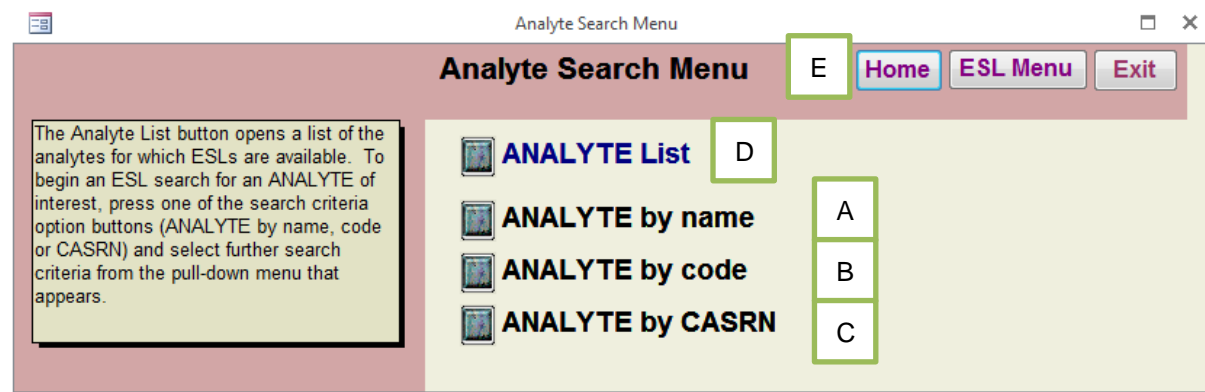 Analyte Search Menu
Analyte Search Menu E Home ESL Menu Exit
The Analyte List button opens a list of the
analytes for which ESLs are available. To
begin an ESL search for an ANALYTE of
interest, press one of the search criteria
option buttons (ANALYTE by name, code
or CASRN) and select further search
criteria from the pull-down menu that
appears.
ANALYTE List D
ANALYTE by name A
ANALYTE by code B
ANALYTE by CASRN C